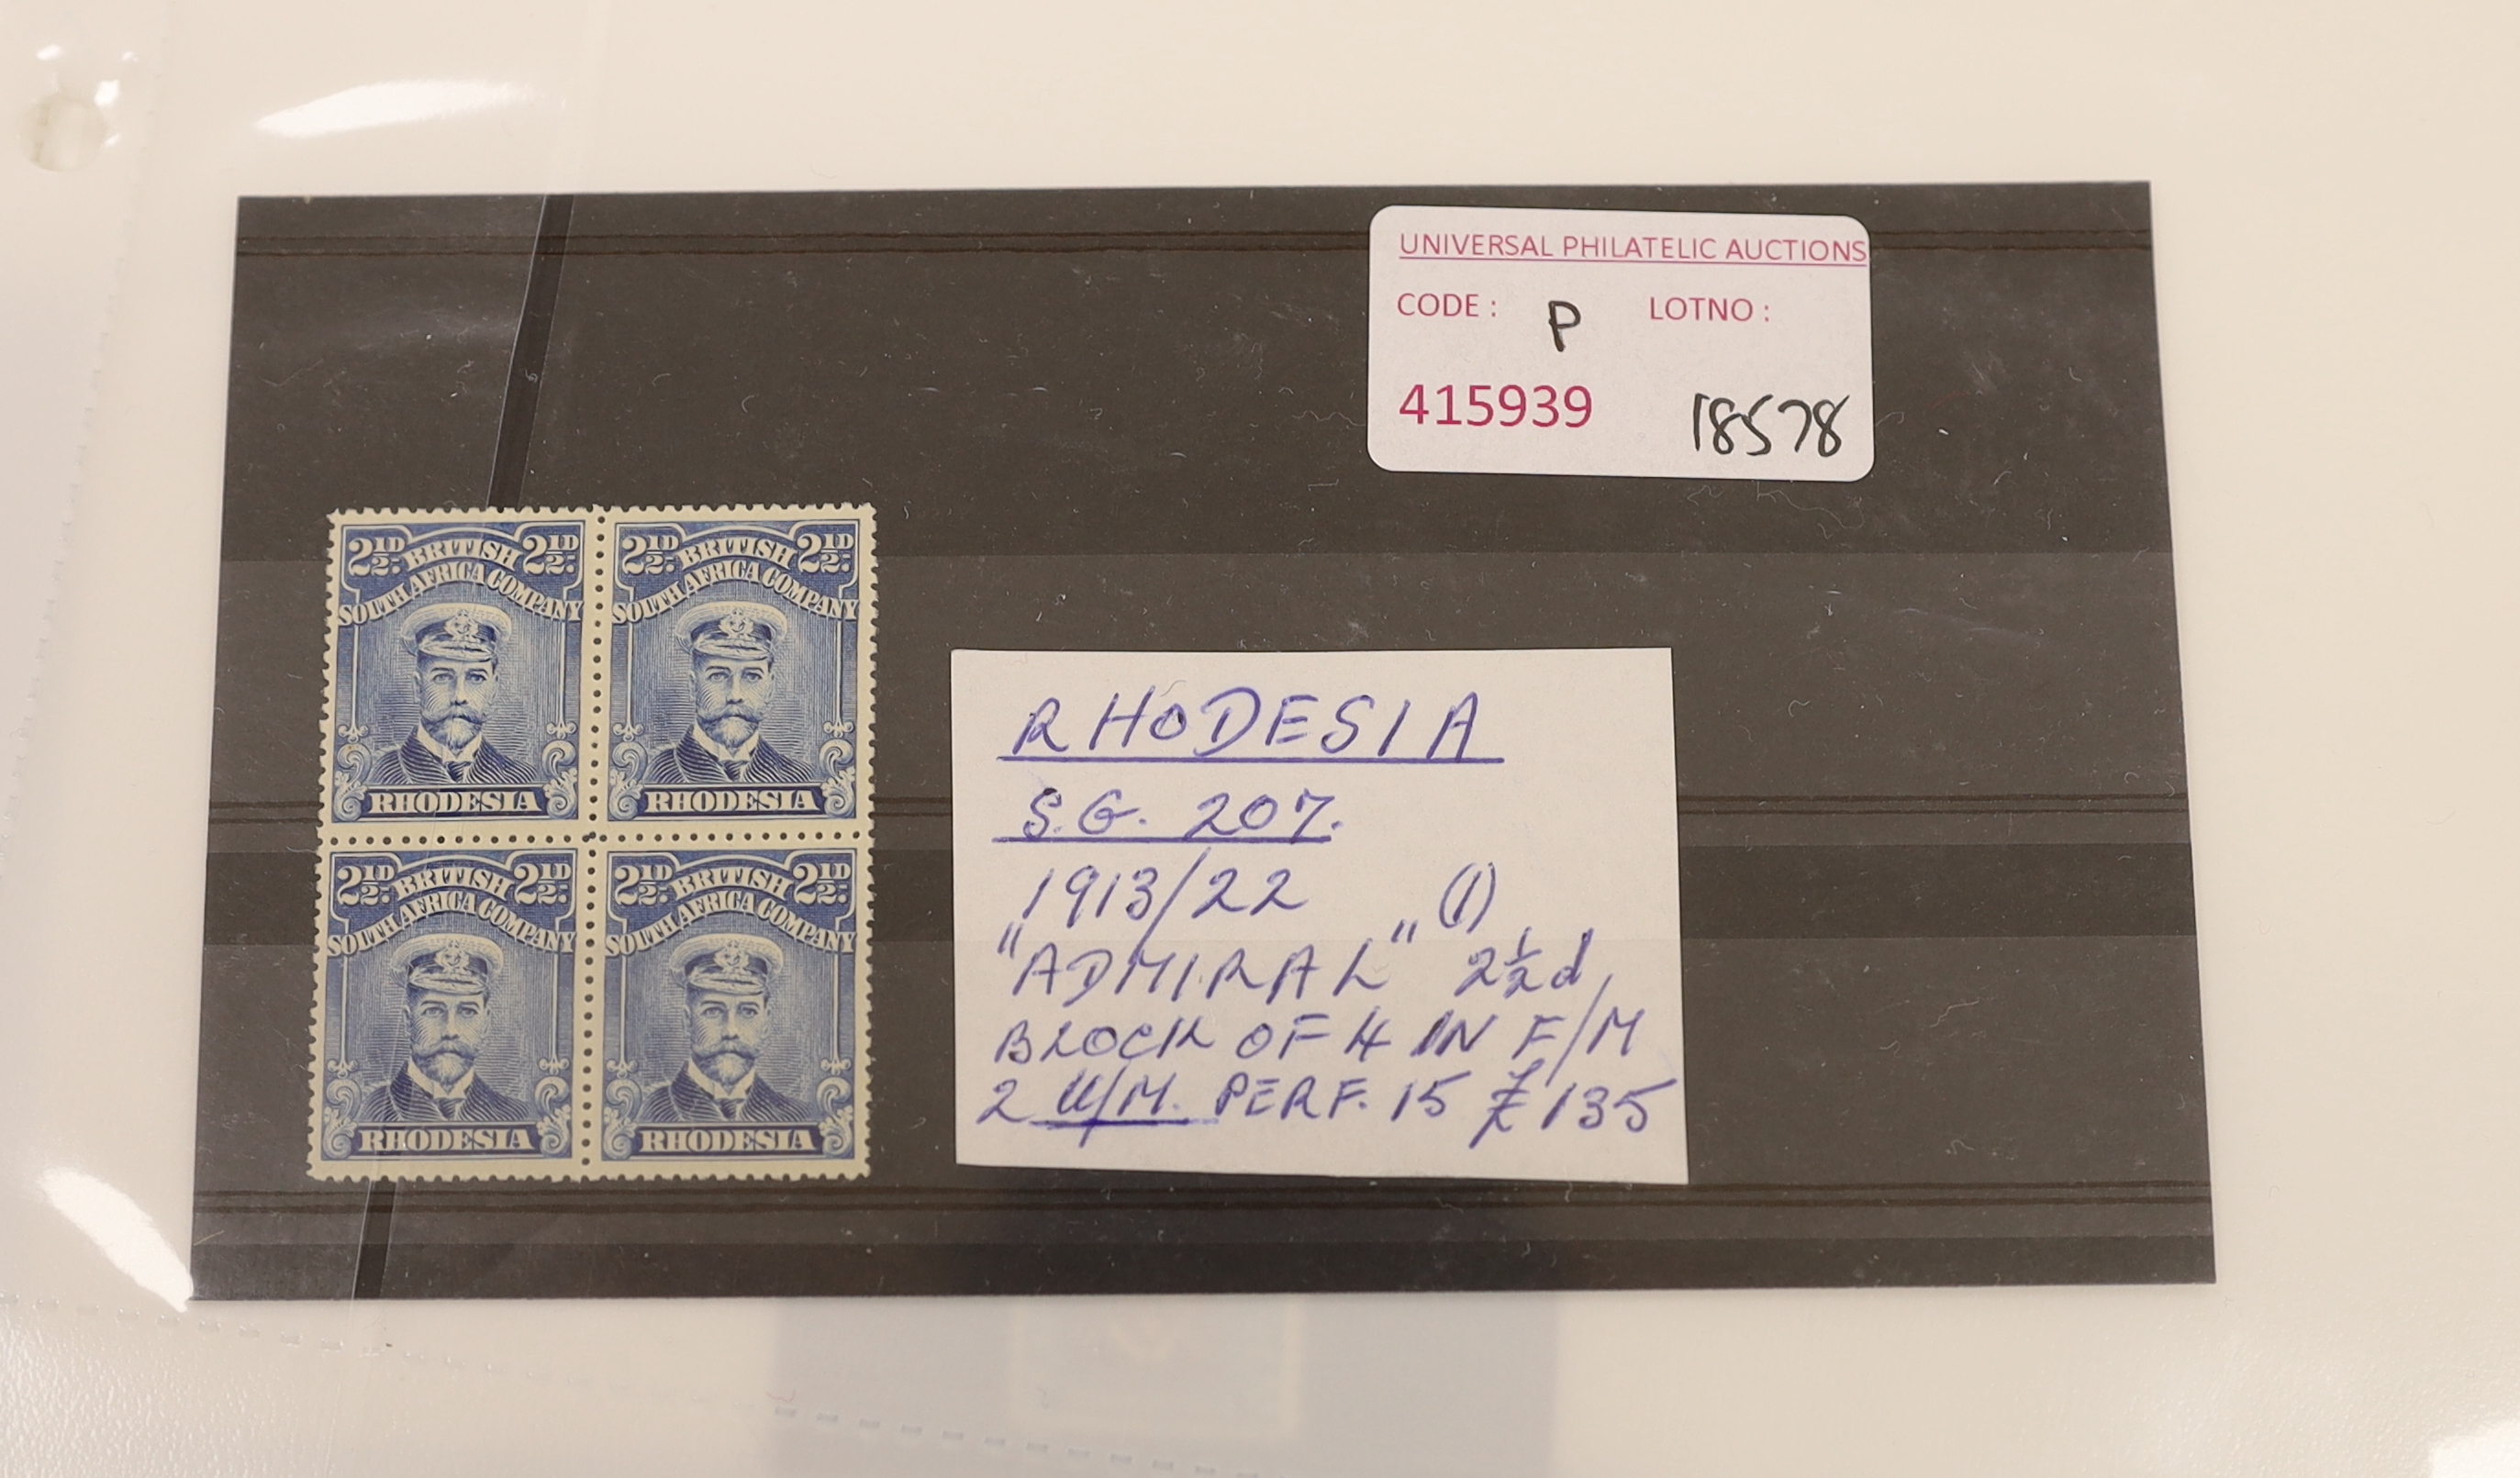 UNIVERSAL PHILATELIC AUCTIONS
CODE : P LOTNO :
415939 18578
2½D. BRITISH 2½D.
SOUTH AFRICA COMPANY
RHODESIA
2½D. BRITISH 2½D.
SOUTH AFRICA COMPANY
RHODESIA
2½D. BRITISH 2½D.
SOUTH AFRICA COMPANY
RHODESIA
2½D. BRITISH 2½D.
SOUTH AFRICA COMPANY
RHODESIA
RHODESIA
S.G. 207.
1913/22 (1)
"ADMIRAL" 2½d,
BLOCK OF 4 IN F/M
2 U/M. PERF. 15 £135